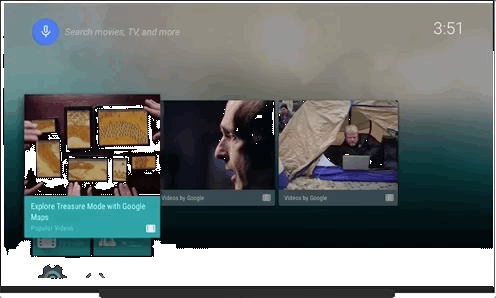 Search movies, TV, and more
3:51
Explore Treasure Mode with Google
Maps
Popular Videos
Videos by Google
Videos by Google